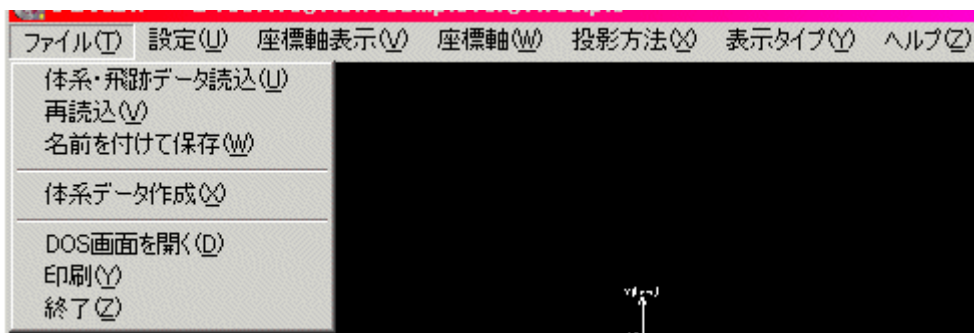 ファイル(T) 設定(U) 座標軸表示(V) 座標軸(W) 投影方法(X) 表示タイプ(Y) ヘルプ(Z)
体系・飛跡データ読込(U)
再読込(V)
名前を付けて保存(W)
体系データ作成(X)
DOS画面を開く(D)
印刷(Y)
終了(Z)